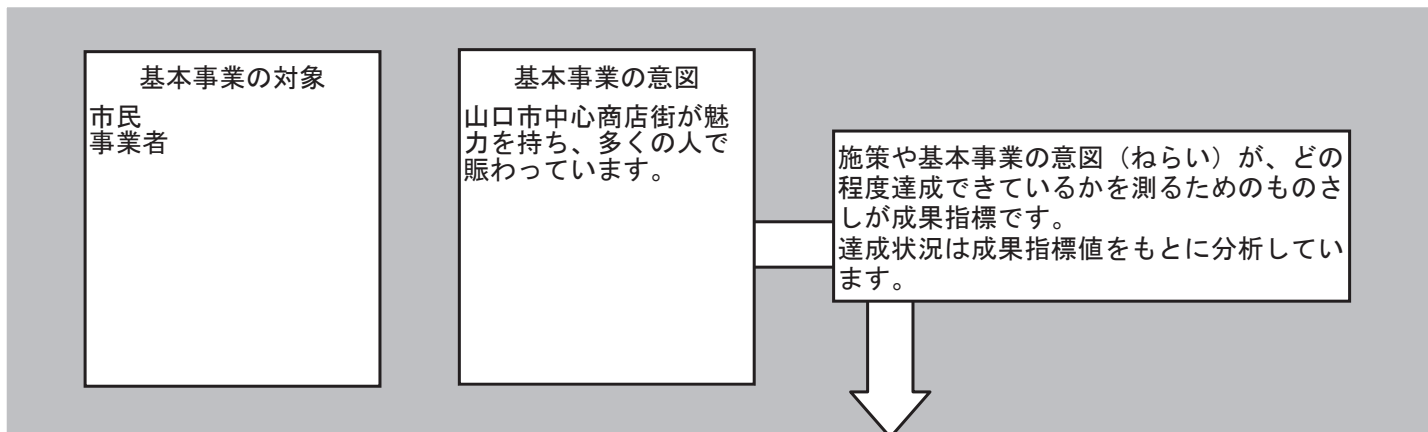 基本事業の対象
市民
事業者
基本事業の意図
山口市中心商店街が魅
力を持ち、多くの人で
賑わっています。
施策や基本事業の意図（ねらい）が、どの
程度達成できているかを測るためのものさ
しが成果指標です。
達成状況は成果指標値をもとに分析してい
ます。